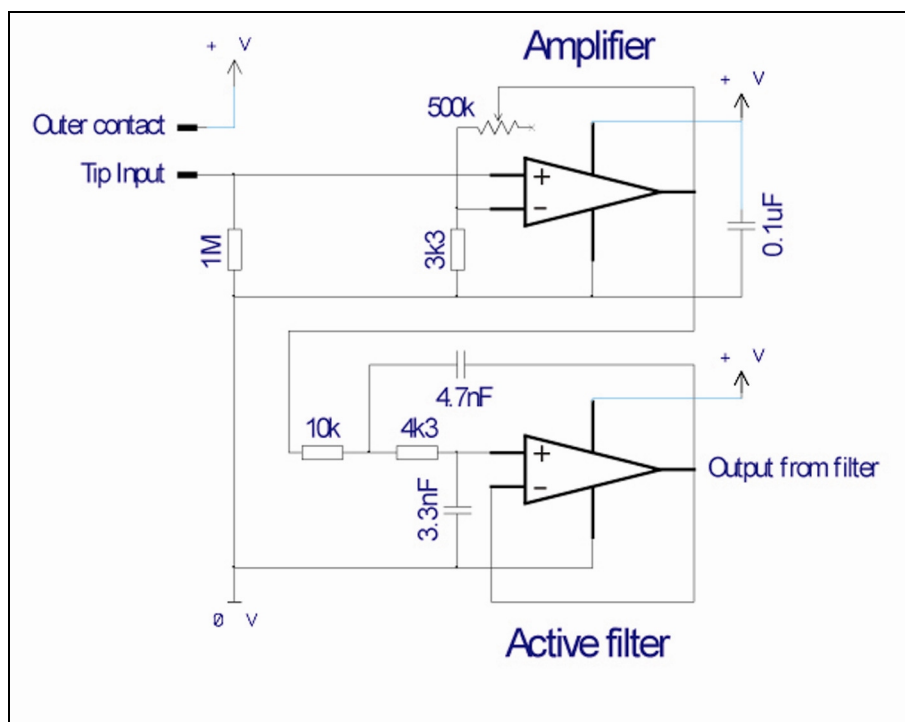 Amplifier
+ V
+ V
500k
Outer contact
Tip Input
+
−
1M
3k3
0.1uF
+ V
4.7nF
10k
4k3
+
−
Output from filter
3.3nF
0 V
Active filter